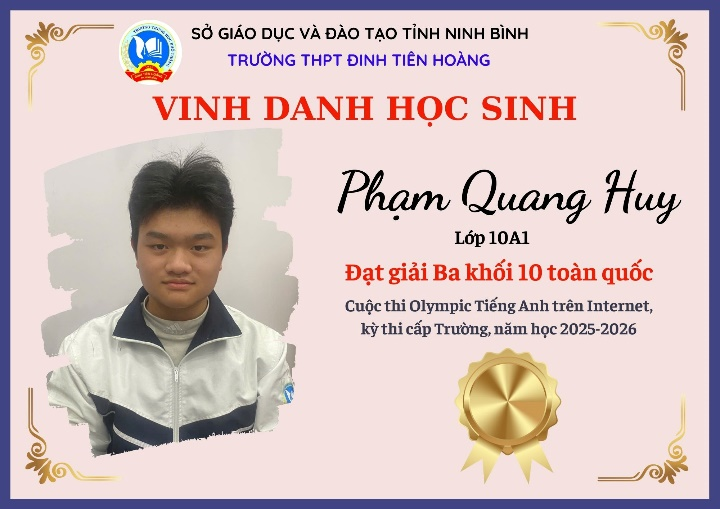 SỞ GIÁO DỤC VÀ ĐÀO TẠO TỈNH NINH BÌNH
TRƯỜNG THPT ĐINH TIÊN HOÀNG
VINH DANH HỌC SINH
Phạm Quang Huy
Lớp 10A1
Đạt giải Ba khối 10 toàn quốc
Cuộc thi Olympic Tiếng Anh trên Internet,
kỳ thi cấp Trường, năm học 2025-2026